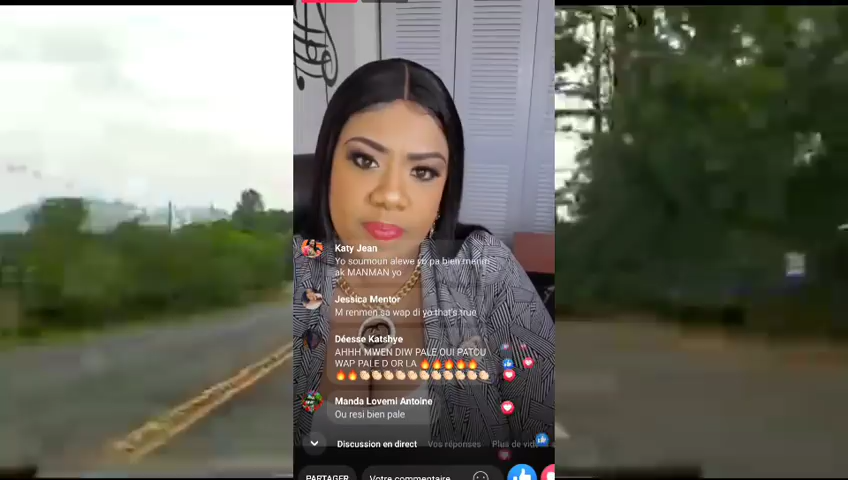 Katy Jean
Yo soumoun alewe yo pa bien menm
ak MANMAN yo
Jessica Mentor
M renmen sa wap di yo that's true
Déesse Katshye
AHHH MWEN DIW PALE OUI PATOU
WAP PALE D OR LA 🔥🔥🔥🔥🔥
🔥🔥👏🏻👏🏻👏🏻👏🏻👏🏻👏🏻👏🏻👏🏻👏🏻👏🏻👏🏻
Manda Lovemi Antoine
Ou resi bien pale
Discussion en direct Vos réponses Plus de
PARTAGER Votre commentaire